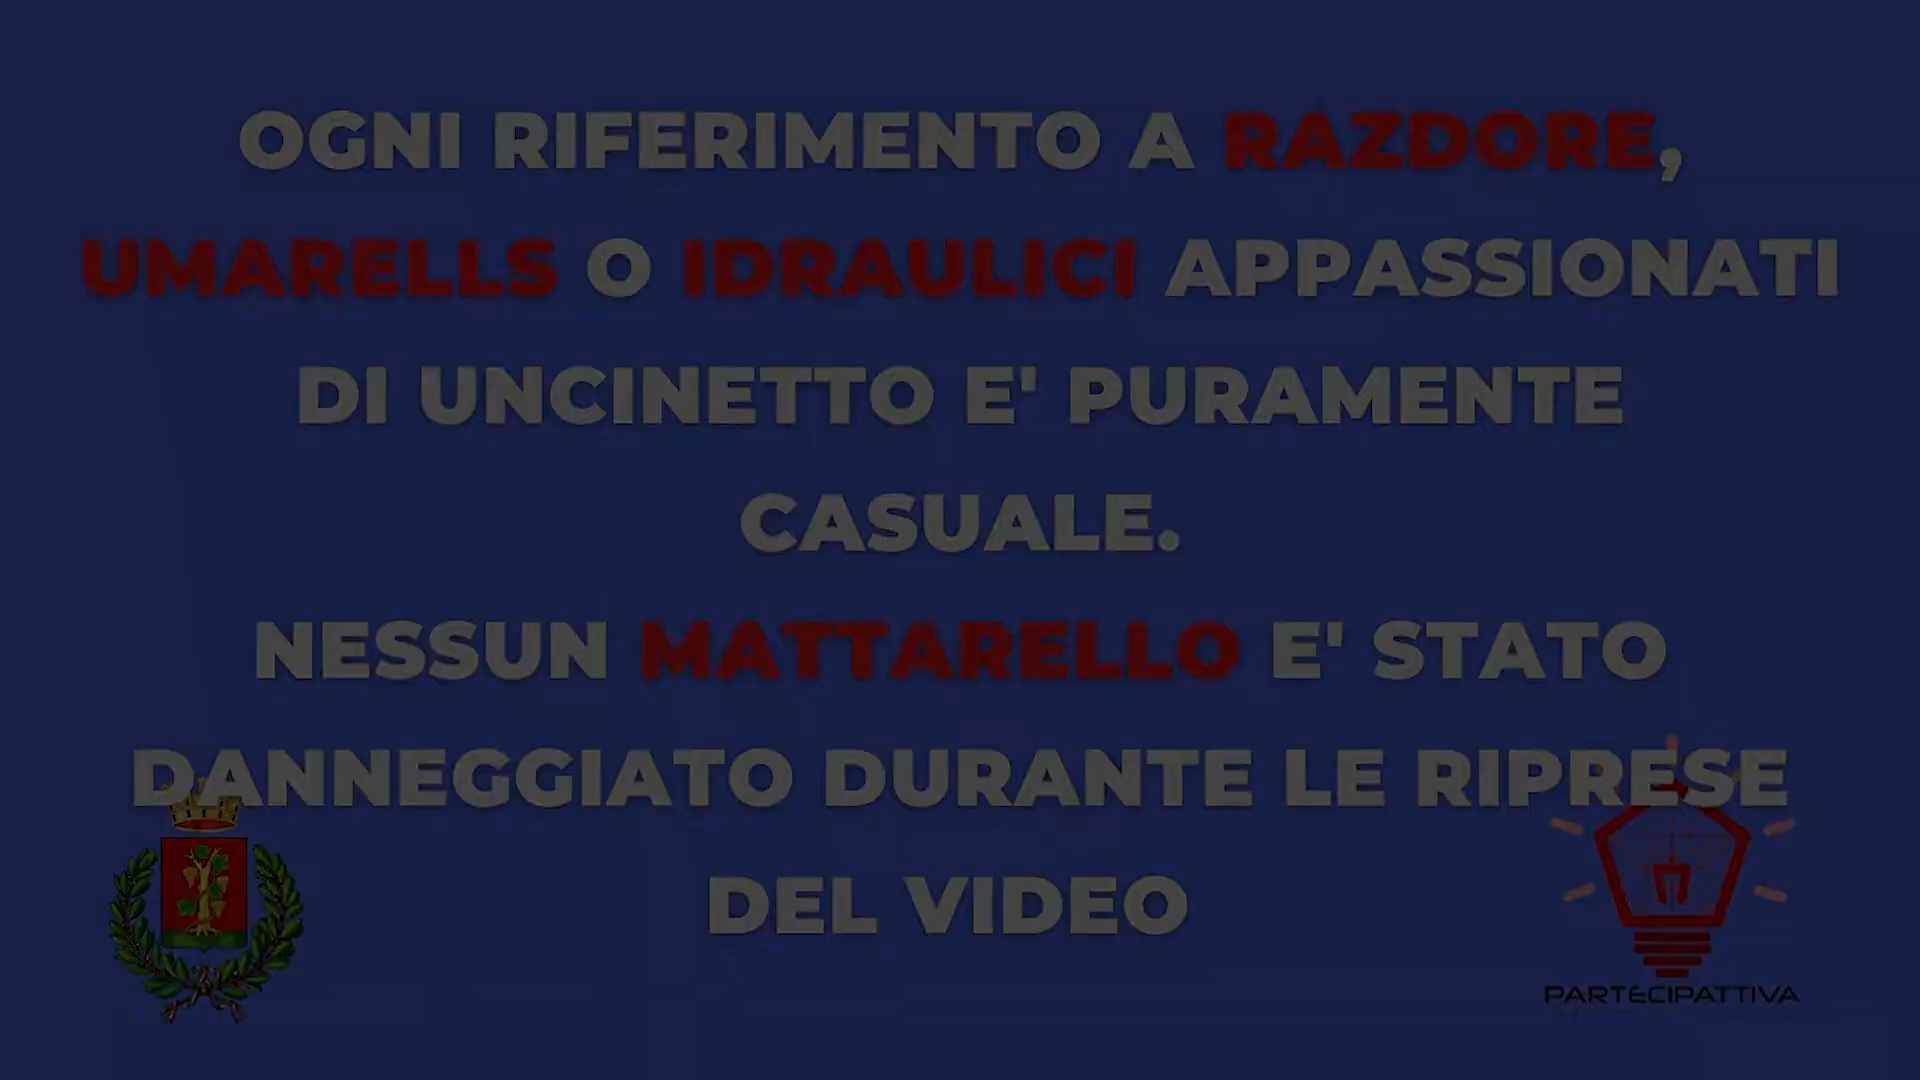 OGNI RIFERIMENTO A RAZDORE,
UMARELLS O IDRAULICI APPASSIONATI
DI UNCINETTO E' PURAMENTE
CASUALE.
NESSUN MATTARELLO E' STATO
DANNEGGIATO DURANTE LE RIPRESE
DEL VIDEO
PARTECIPATTIVA